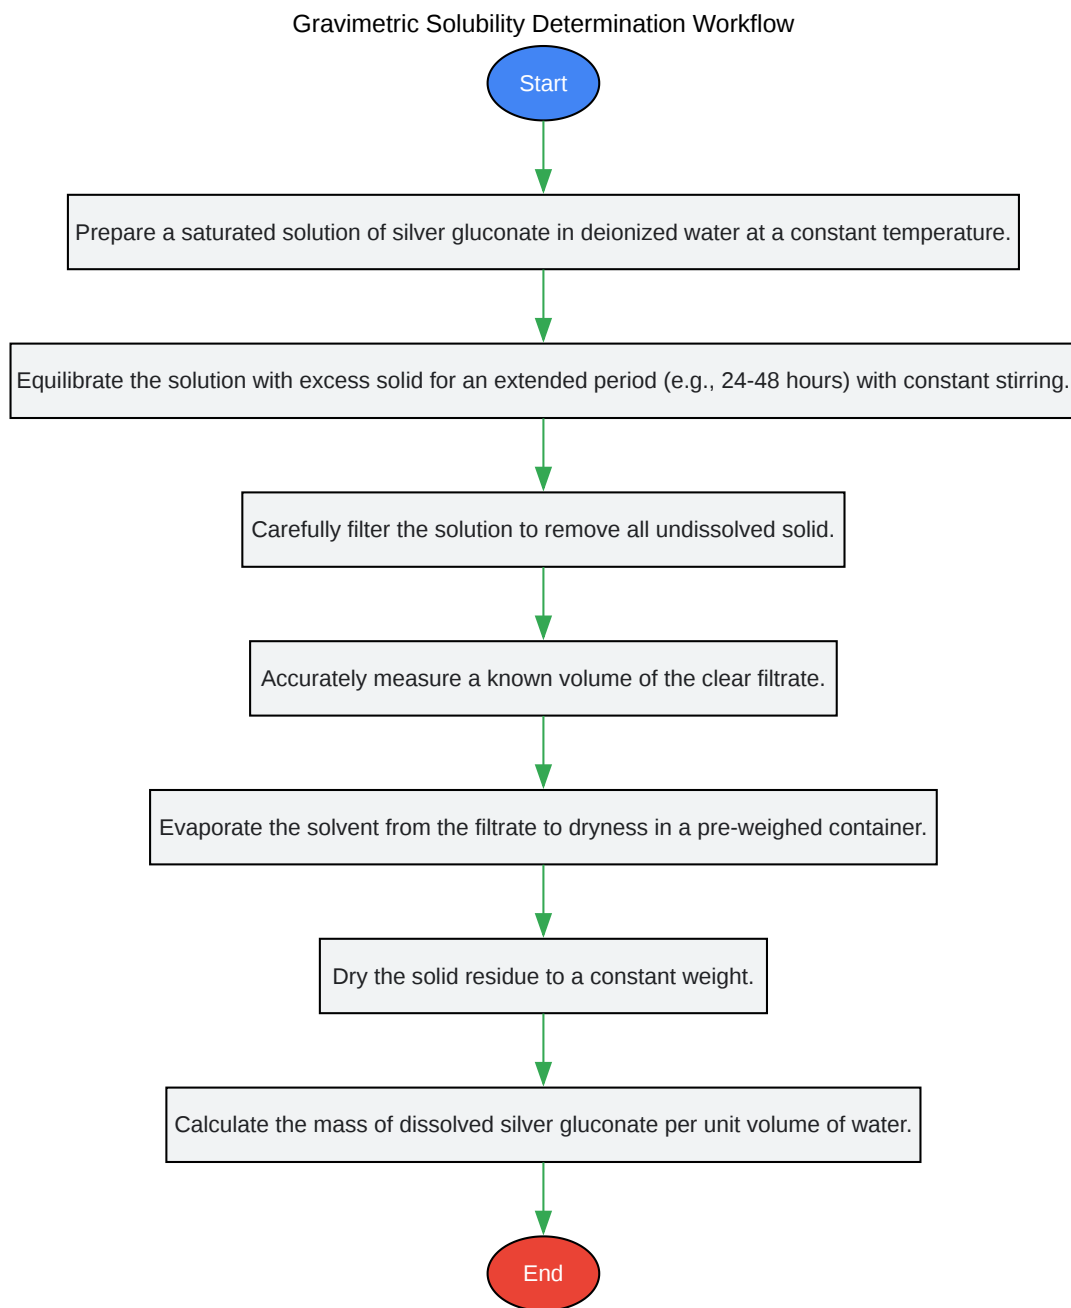 Gravimetric Solubility Determination Workflow
Start
Prepare a saturated solution of silver gluconate in deionized water at a constant temperature.
Equilibrate the solution with excess solid for an extended period (e.g., 24-48 hours) with constant stirring.
Carefully filter the solution to remove all undissolved solid.
Accurately measure a known volume of the clear filtrate.
Evaporate the solvent from the filtrate to dryness in a pre-weighed container.
Dry the solid residue to a constant weight.
Calculate the mass of dissolved silver gluconate per unit volume of water.
End